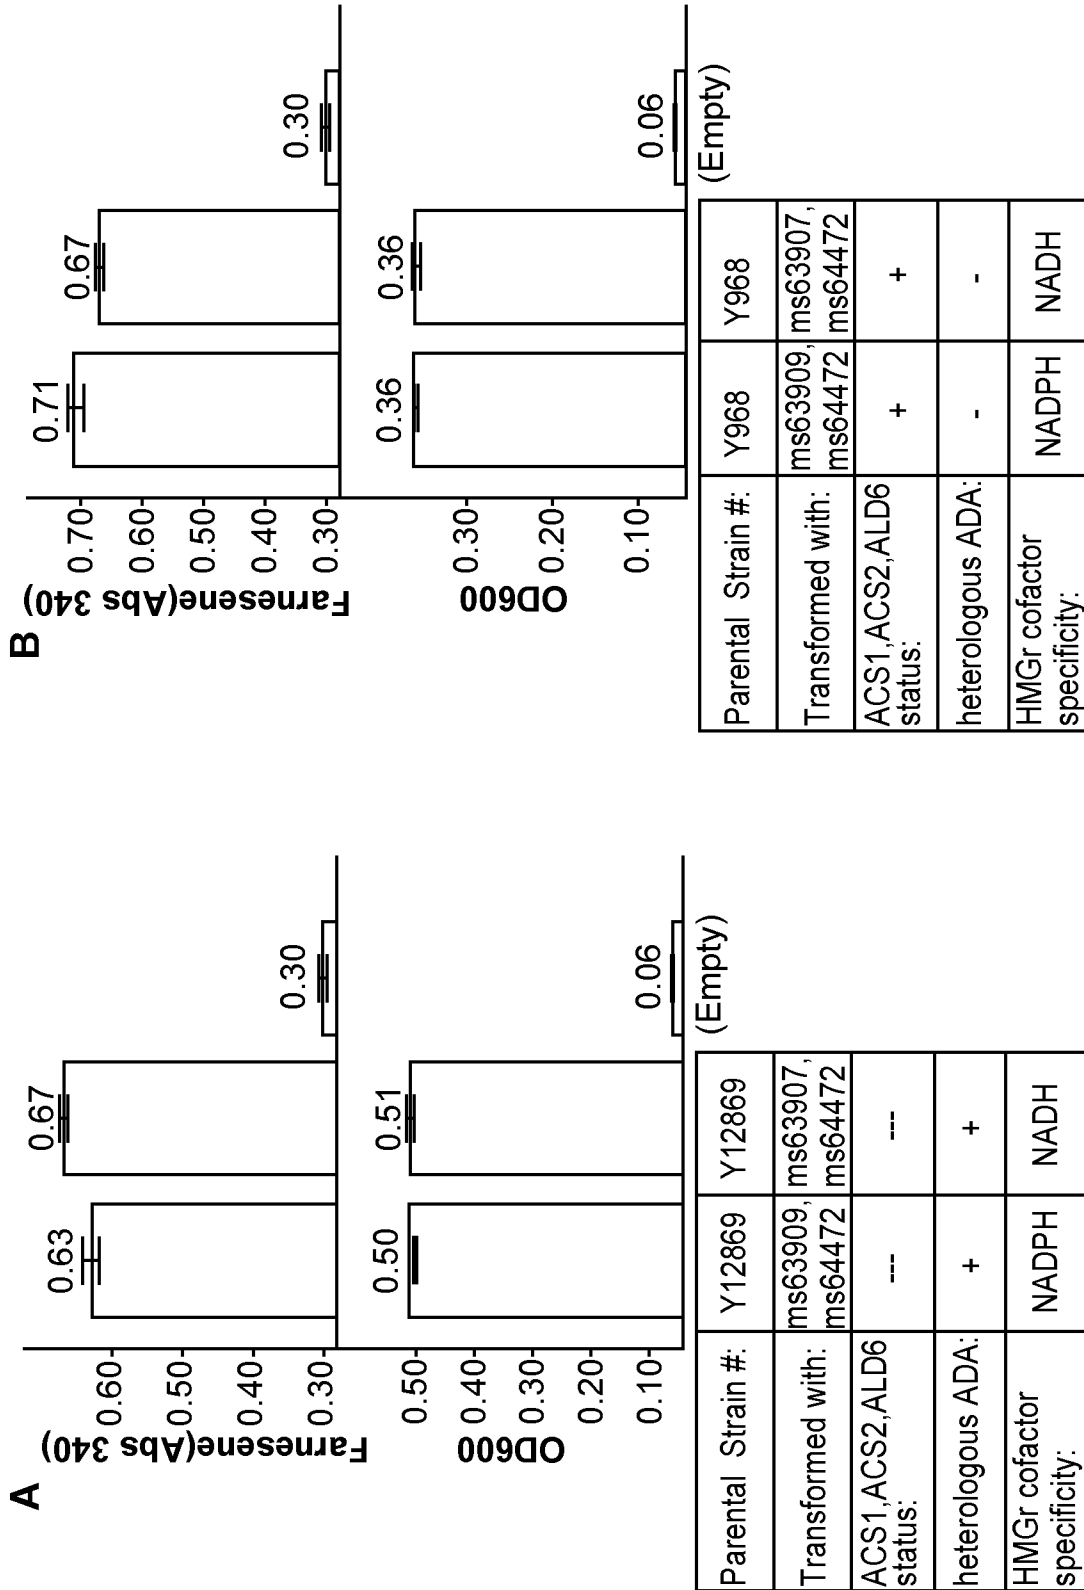 A
Farnesene(Abs 340)
0.60
0.50
0.40
0.30
0.63
0.67
0.30
OD600
0.50
0.40
0.30
0.20
0.10
0.50
0.51
0.06
Parental Strain #: Y12869 Y12869 (Empty)
Transformed with: ms63909, ms63907,
ms64472 ms64472
ACS1,ACS2,ALD6 --- ---
status:
heterologous ADA: + +
HMGr cofactor NADPH NADH
specificity:
B
Farnesene(Abs 340)
0.70
0.60
0.50
0.40
0.30
0.71
0.67
0.30
OD600
0.30
0.20
0.10
0.36
0.36
0.06
Parental Strain #: Y968 Y968 (Empty)
Transformed with: ms63909, ms63907,
ms64472 ms64472
ACS1,ACS2,ALD6 + +
status:
heterologous ADA: - -
HMGr cofactor NADPH NADH
specificity: